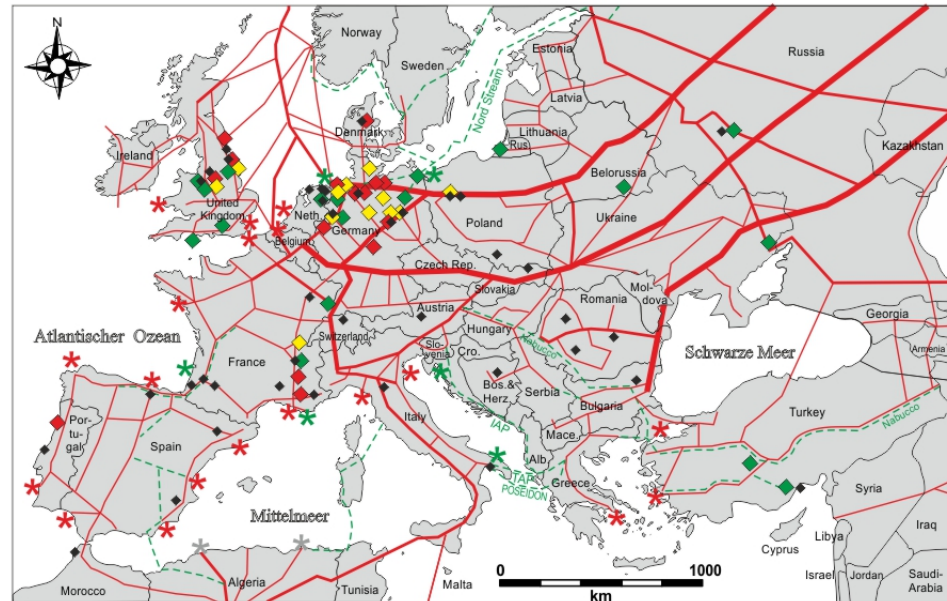 N
Norway
Sweden
Estonia
Latvia
Lithuania
Rus.
Russia
Kazakhstan
Nord Stream
Denmark
Ireland
United
Kingdom
Neth.
Belgium
Germany
Poland
Belorussia
Ukraine
Czech Rep.
Slovakia
Austria
Switzerland
Hungary
Romania
Mol-
dova
Slo-
venia
Cro.
Bos.&
Herz.
Serbia
Nabucco
Bulgaria
Mace.
Alb.
Greece
IAP
TAP
POSEIDON
Italy
France
Atlantischer Ozean
Por-
tugal
Spain
Mittelmeer
Schwarze Meer
Georgia
Armenia
Turkey
Nabucco
Syria
Iraq
Cyprus
Libya
Israel
Jordan
Saudi-
Arabia
Morocco
Algeria
Tunisia
Malta
0
1000
km